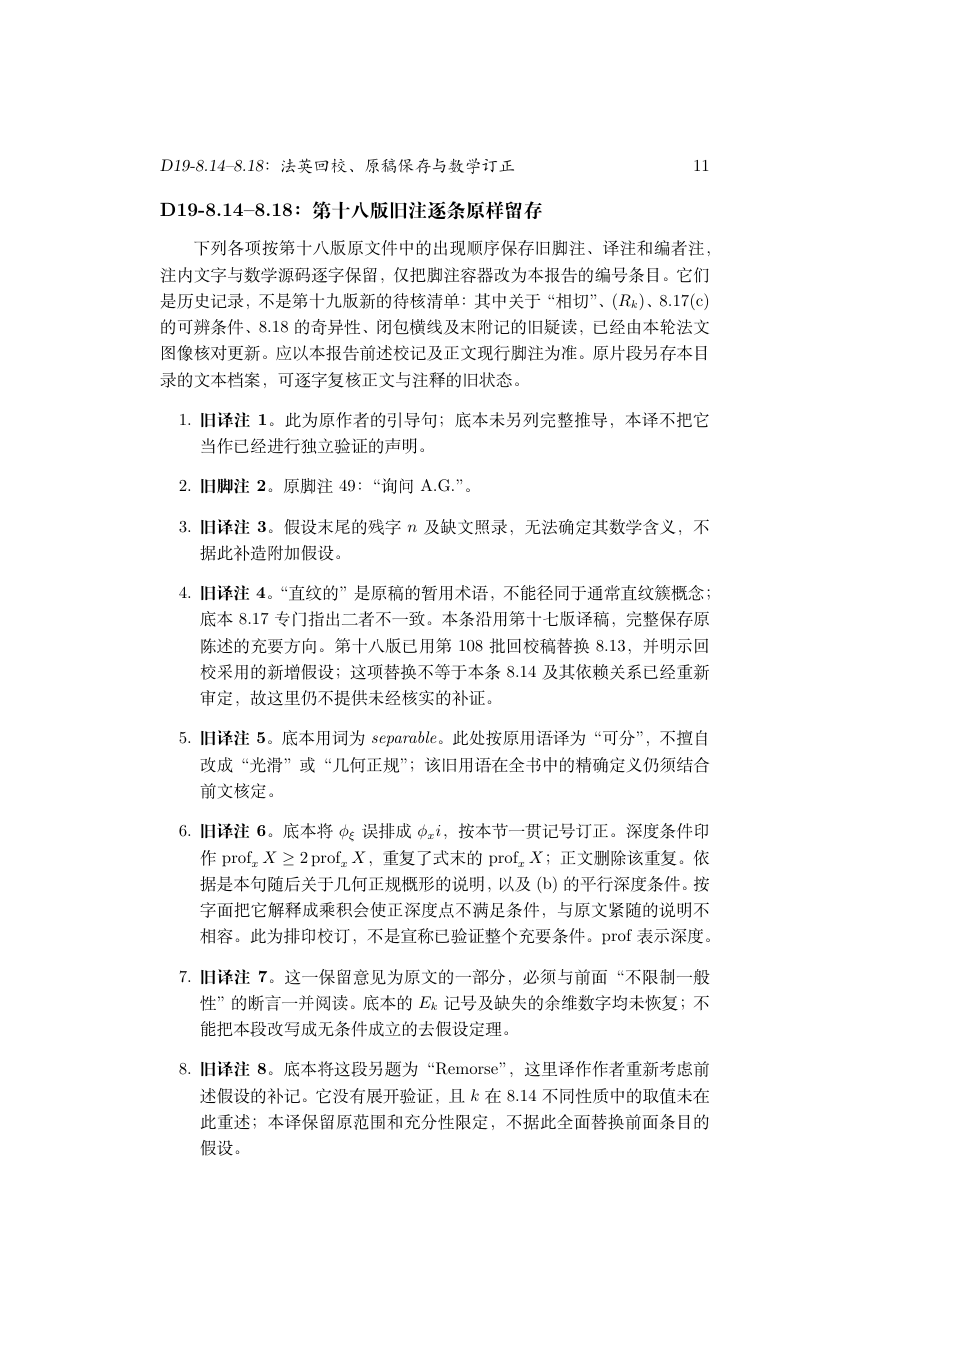 D19-8.14–8.18：法英回校、原稿保存与数学订正 11
D19-8.14–8.18：第十八版旧注逐条原样留存
下列各项按第十八版原文件中的出现顺序保存旧脚注、译注和编者注，
注内文字与数学源码逐字保留，仅把脚注容器改为本报告的编号条目。它们
是历史记录，不是第十九版新的待核清单：其中关于“相切”、(R_k)、8.17(c)
的可辨条件、8.18 的奇异性、闭包横线及末附记的旧疑读，已经由本轮法文
图像核对更新。应以本报告前述校记及正文现行脚注为准。原片段另存本目
录的文本档案，可逐字复核正文与注释的旧状态。
1. 旧译注 1。此为原作者的引导句；底本未另列完整推导，本译不把它
当作已经进行独立验证的声明。
2. 旧脚注 2。原脚注 49：“询问 A.G.”。
3. 旧译注 3。假设末尾的残字 n 及缺文照录，无法确定其数学含义，不
据此补造附加假设。
4. 旧译注 4。“直纹的”是原稿的暂用术语，不能径同于通常直纹簇概念；
底本 8.17 专门指出二者不一致。本条沿用第十七版译稿，完整保存原
陈述的充要方向。第十八版已用第 108 批回校稿替换 8.13，并明示回
校采用的新增假设；这项替换不等于本条 8.14 及其依赖关系已经重新
审定，故这里仍不提供未经核实的补证。
5. 旧译注 5。底本用词为 separable。此处按原用语译为“可分”，不擅自
改成“光滑”或“几何正规”；该旧用语在全书中的精确定义仍须结合
前文核定。
6. 旧译注 6。底本将 ϕ_ξ 误排成 ϕ_x i，按本节一贯记号订正。深度条件印
作 prof_x X ≥ 2 prof_x X，重复了式末的 prof_x X；正文删除该重复。依
据是本句随后关于几何正规概形的说明，以及 (b) 的平行深度条件。按
字面把它解释成乘积会使正深度点不满足条件，与原文紧随的说明不
相容。此为排印校订，不是宣称已验证整个充要条件。prof 表示深度。
7. 旧译注 7。这一保留意见为原文的一部分，必须与前面“不限制一般
性”的断言一并阅读。底本的 E_k 记号及缺失的余维数字均未恢复；不
能把本段改写成无条件成立的去假设定理。
8. 旧译注 8。底本将这段另题为“Remorse”，这里译作作者重新考虑前
述假设的补记。它没有展开验证，且 k 在 8.14 不同性质中的取值未在
此重述；本译保留原范围和充分性限定，不据此全面替换前面条目的
假设。